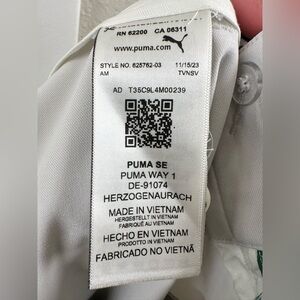 RN 62200 CA 06311
www.puma.com
STYLE NO. 625762-03 11/15/23
AM TVNSV
AD T35C9L4M00239
PUMA SE
PUMA WAY 1
DE-91074
HERZOGENAURACH
MADE IN VIETNAM
HERGESTELLT IN VIETNAM
FABRIQUÉ AU VIETNAM
HECHO EN VIETNAM
PRODOTTO IN VIETNAM
FABRICADO NO VIETNÃ